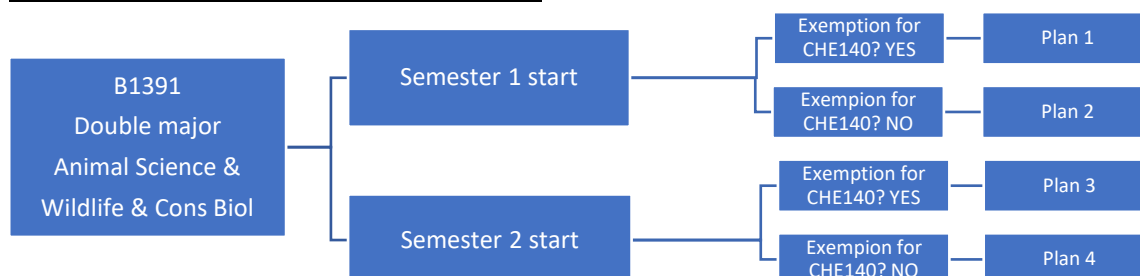 B1391
Double major
Animal Science &
Wildlife & Cons Biol
Semester 1 start
Exemption for
CHE140? YES
Plan 1
Exempion for
CHE140? NO
Plan 2
Semester 2 start
Exemption for
CHE140? YES
Plan 3
Exemption for
CHE140? NO
Plan 4